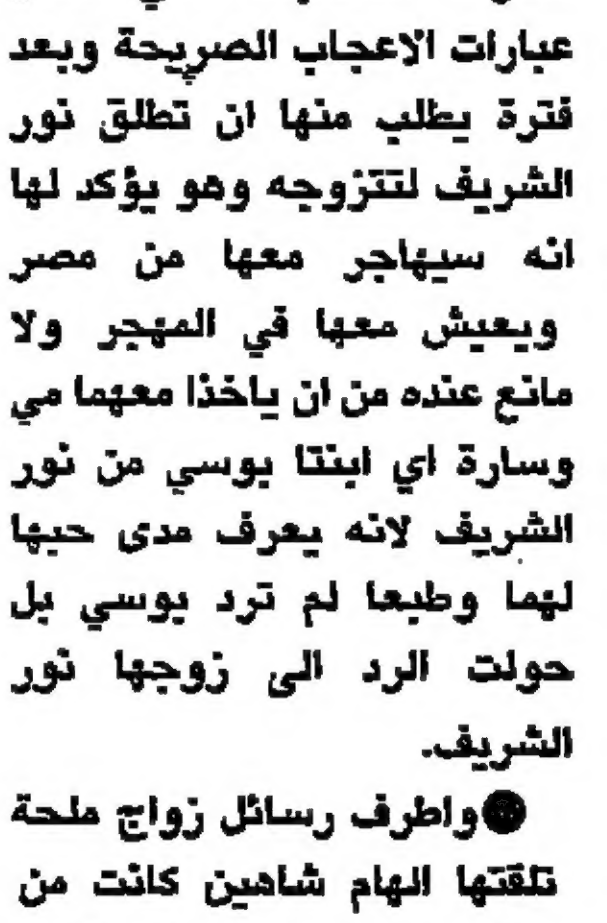 عبارات الاعجاب الصريحة وبعد
فترة يطلب منها ان تطلق نور
الشريف لتتزوجه وهو يؤكد لها
انه سيهاجر معها من مصر
ويعيش معها في المهجر ولا
مانع عنده من ان ياخذا معهما مي
وسارة اي ابنتا بوسي من نور
الشريف لانه يعرف مدى حبها
لهما وطبعا لم ترد بوسي بل
حولت الرد الى زوجها نور
الشريف.
●واطرف رسائل زواج ملحة
تلقتها الهام شاهين كانت من